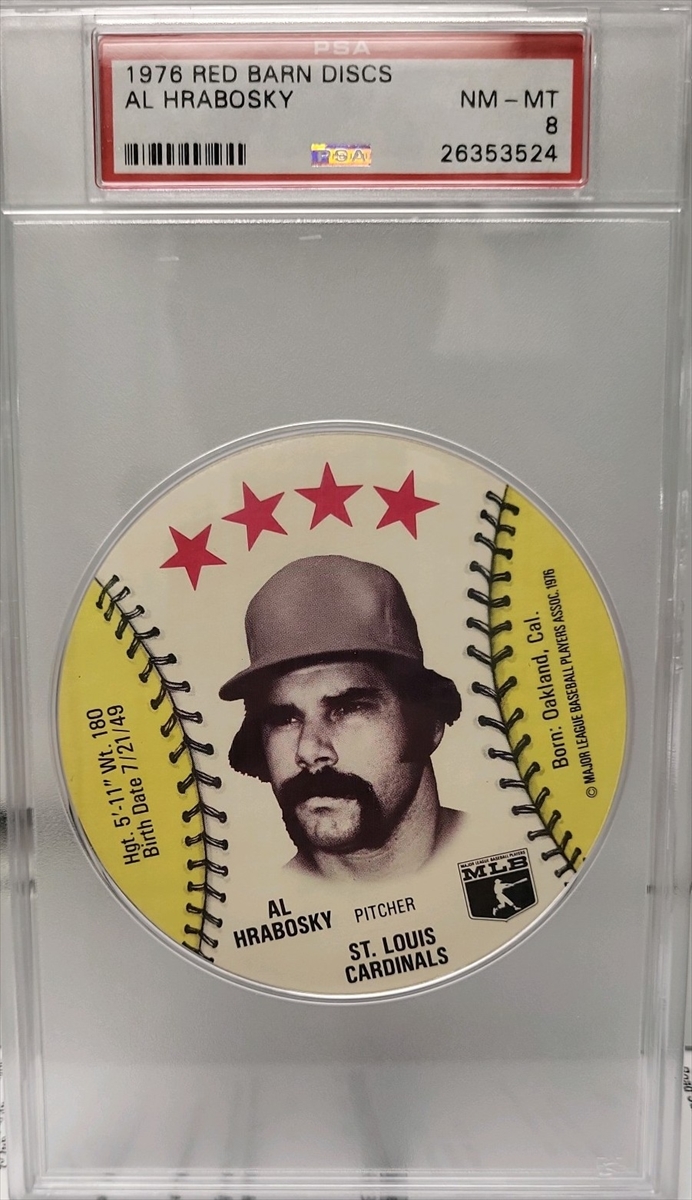 PSA
1976 RED BARN DISCS
AL HRABOSKY
NM - MT
8
PSA
26353524
Hgt. 5'-11" Wt. 180
Birth Date 7/21/49
Born: Oakland, Cal.
© MAJOR LEAGUE BASEBALL PLAYERS ASSOC. 1976
MAJOR LEAGUE BASEBALL PLAYERS
MLB
AL
HRABOSKY
PITCHER
ST. LOUIS
CARDINALS